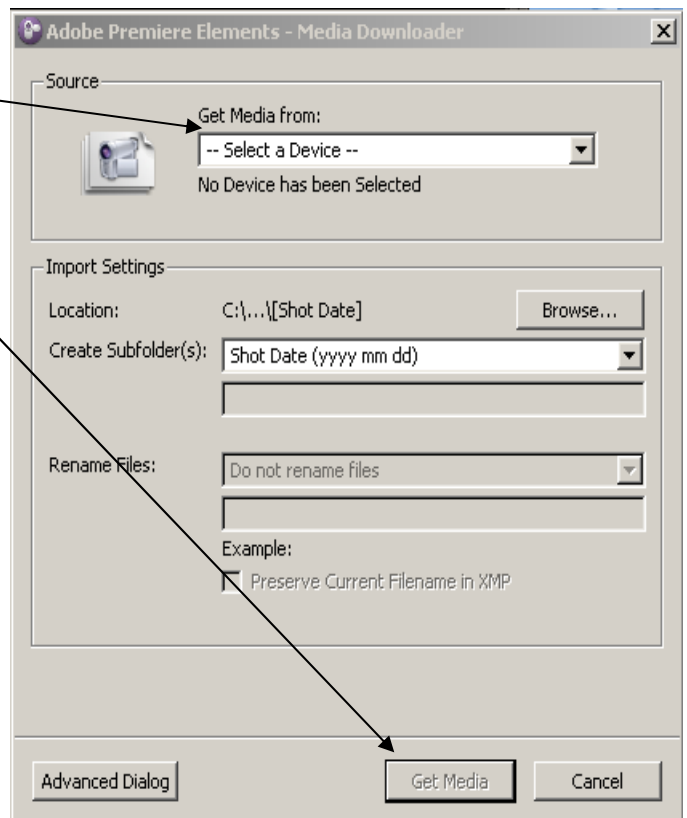 Adobe Premiere Elements - Media Downloader
Source
Get Media from:
-- Select a Device --
No Device has been Selected
Import Settings
Location: C:\...\[Shot Date] Browse...
Create Subfolder(s): Shot Date (yyyy mm dd)
Rename Files: Do not rename files
Example:
Preserve Current Filename in XMP
Advanced Dialog Get Media Cancel